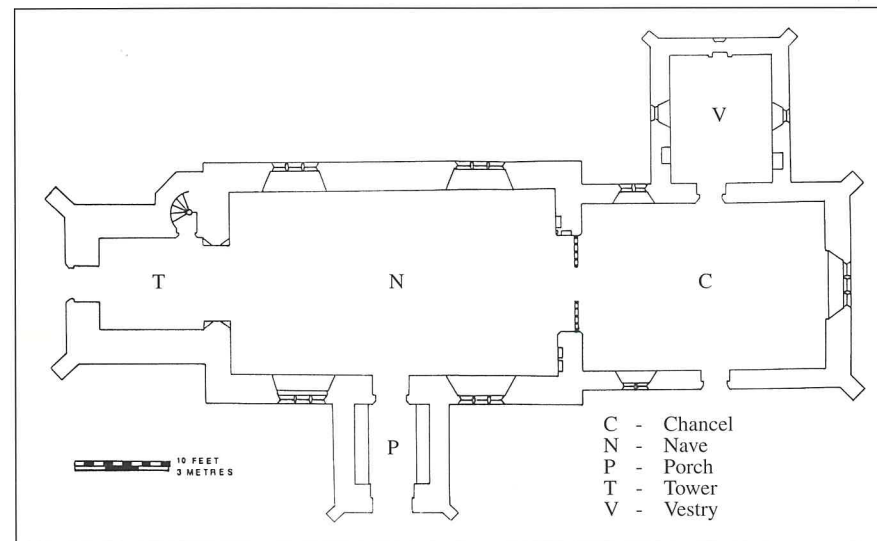 V
T
N
C
P
10 FEET
3 METRES
C - Chancel
N - Nave
P - Porch
T - Tower
V - Vestry